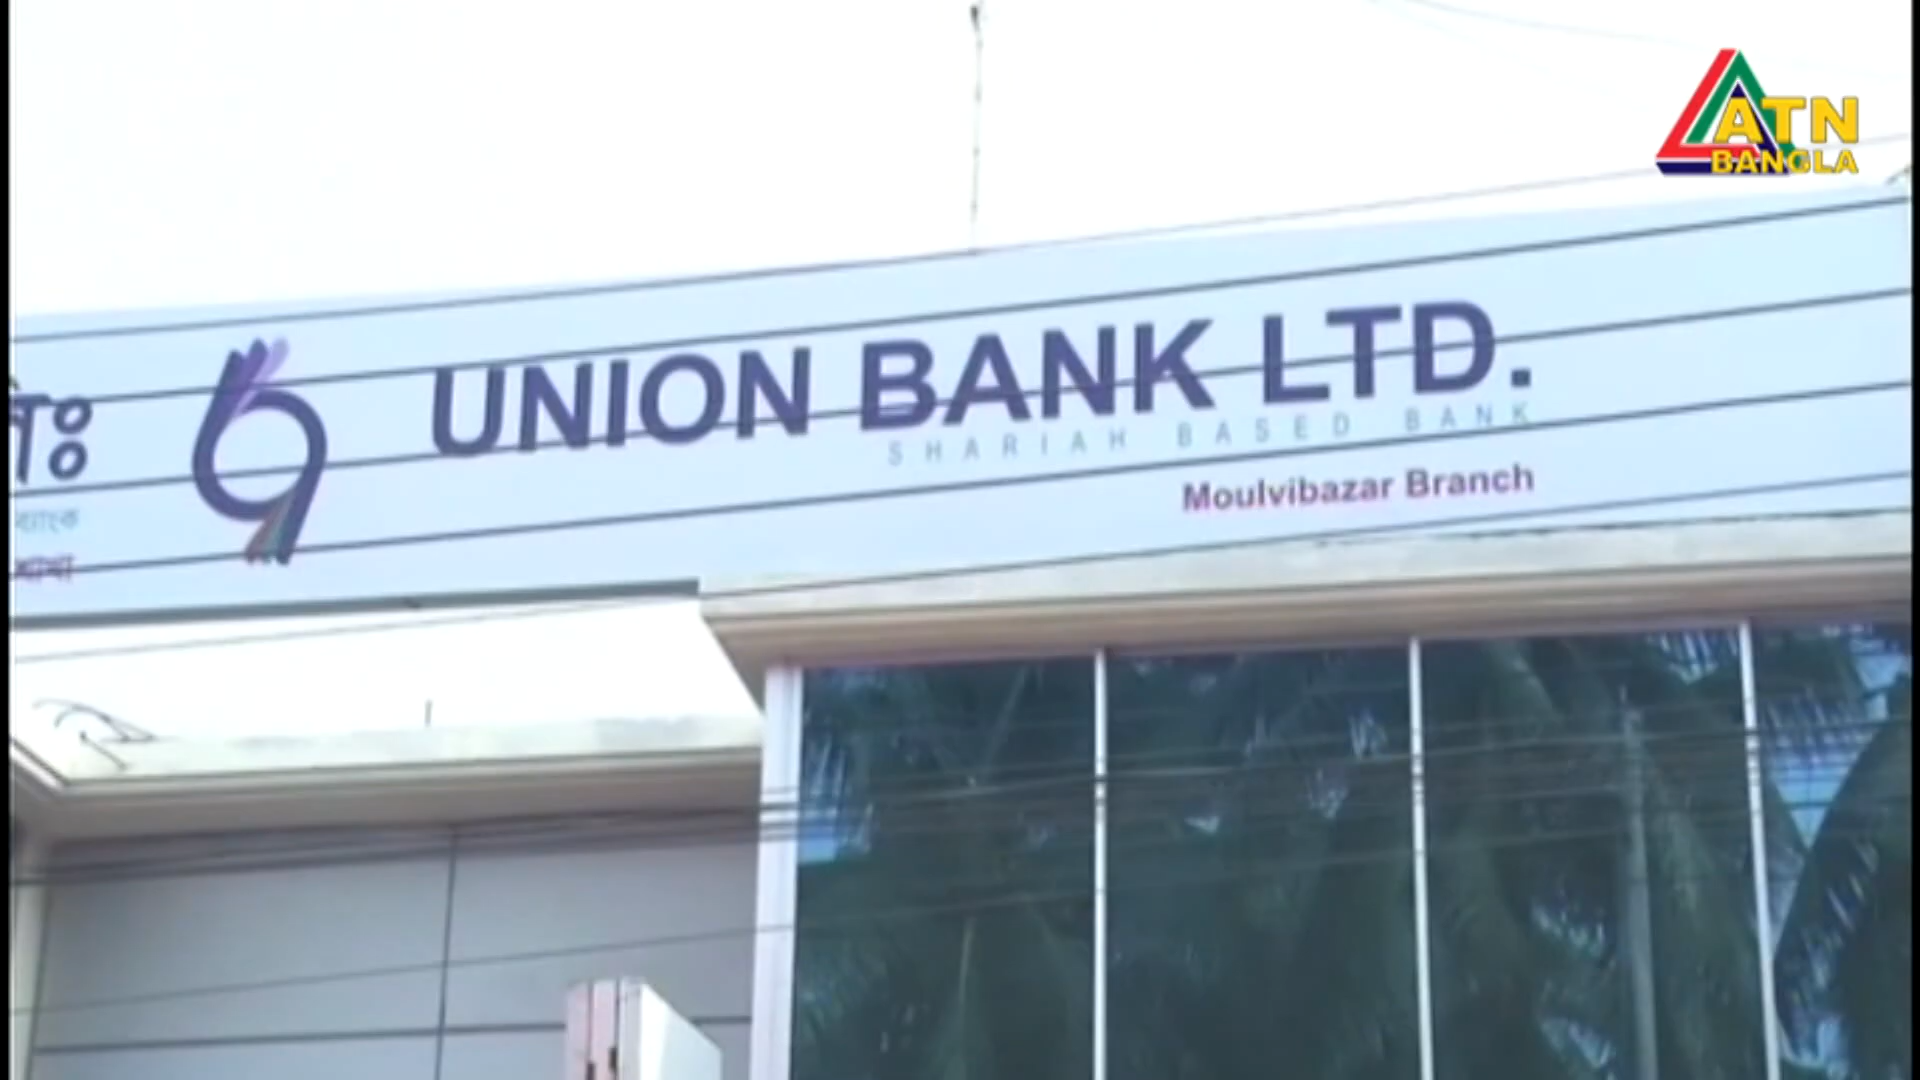 ATN
BANGLA
UNION BANK LTD.
SHARIAH BASED BANK
Moulvibazar Branch
ব্যাংক
শাখা